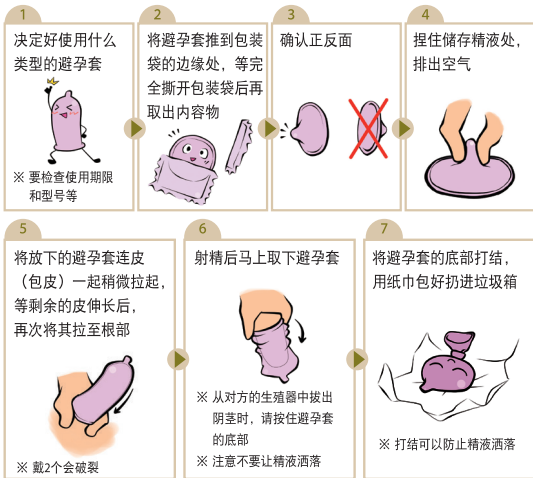 1
决定好使用什么
类型的避孕套
※ 要检查使用期限
和型号等
2
将避孕套推到包装
袋的边缘处，等完
全撕开包装袋后再
取出内容物
3
确认正反面
4
捏住储存精液处，
排出空气
5
将放下的避孕套连皮
（包皮）一起稍微拉起，
等剩余的皮伸长后，
再次将其拉至根部
※ 戴2个会破裂
6
射精后马上取下避孕套
※ 从对方的生殖器中拔出
阴茎时，请按住避孕套
的底部
※ 注意不要让精液洒落
7
将避孕套的底部打结，
用纸巾包好扔进垃圾箱
※ 打结可以防止精液洒落